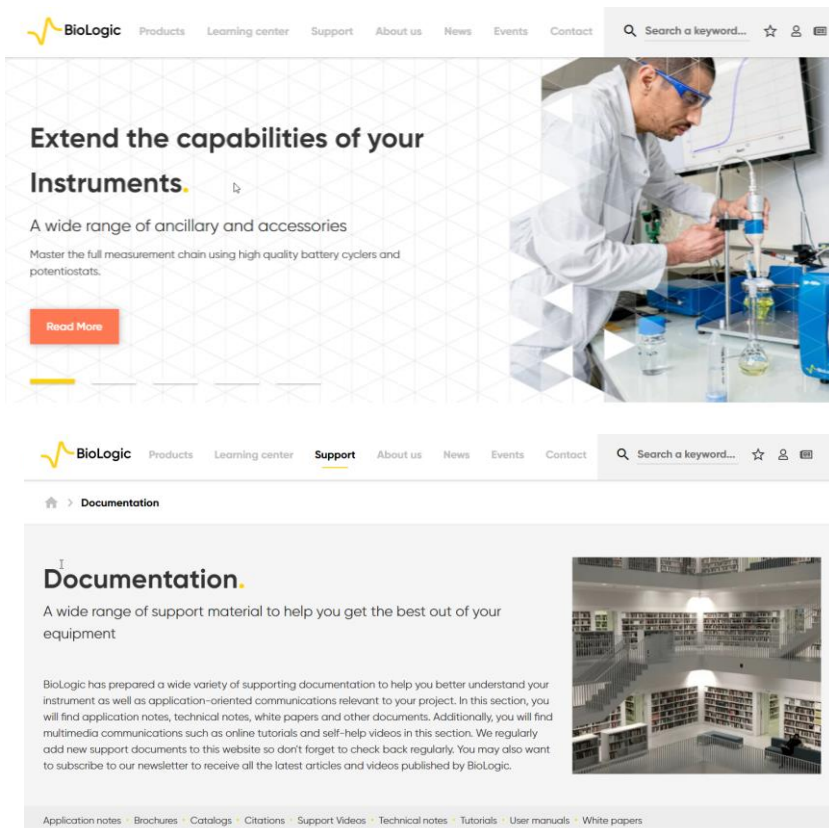 BioLogic Products Learning center Support About us News Events Contact Search a keyword...
Extend the capabilities of your
Instruments.
A wide range of ancillary and accessories
Master the full measurement chain using high quality battery cyclers and
potentiostats.
Read More
BioLogic Products Learning center Support About us News Events Contact Search a keyword...
> Documentation
Documentation.
A wide range of support material to help you get the best out of your
equipment
BioLogic has prepared a wide variety of supporting documentation to help you better understand your
instrument as well as application-oriented communications relevant to your project. In this section, you
will find application notes, technical notes, white papers and other documents. Additionally, you will find
multimedia communications such as online tutorials and self-help videos in this section. We regularly
add new support documents to this website so don't forget to check back regularly. You may also want
to subscribe to our newsletter to receive all the latest articles and videos published by BioLogic.
Application notes • Brochures • Catalogs • Citations • Support Videos • Technical notes • Tutorials • User manuals • White papers